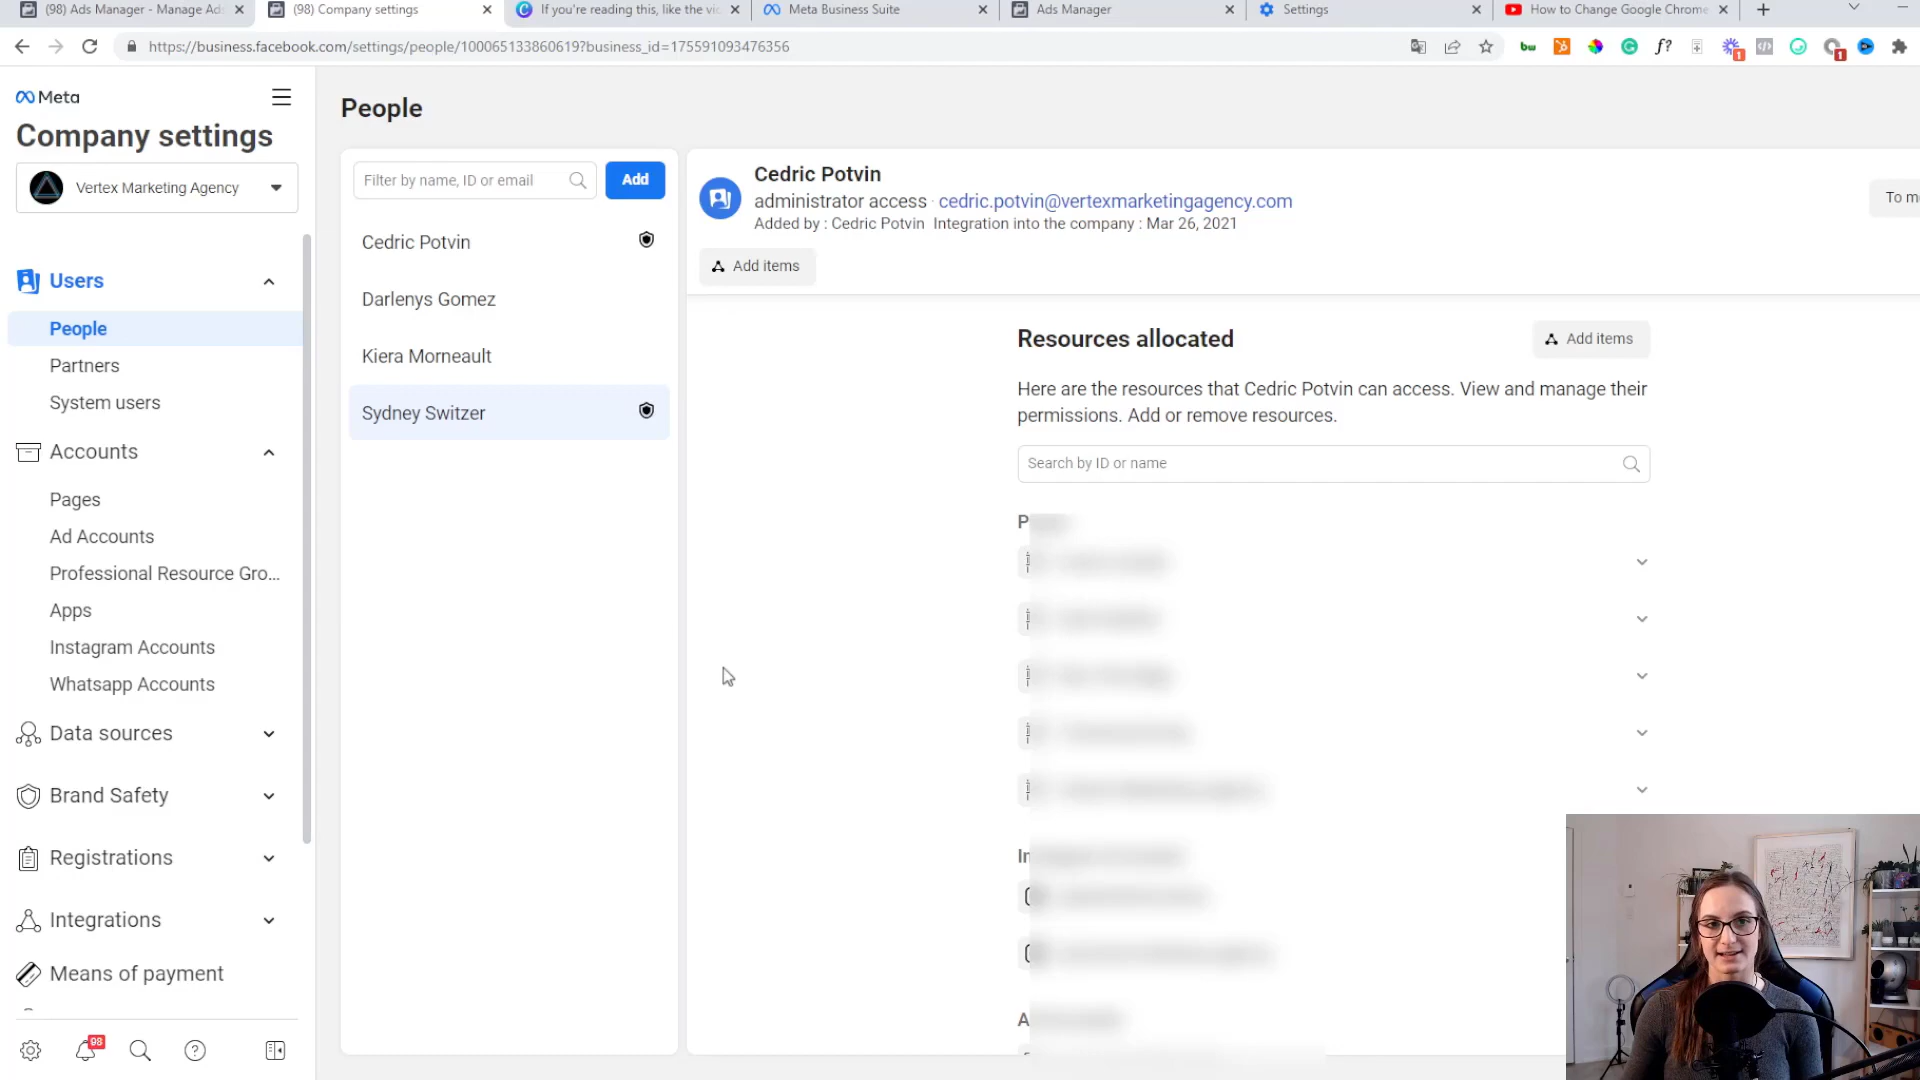 (98) Ads Manager - Manage Ads
(98) Company settings
If you're reading this, like the vi
Meta Business Suite
Ads Manager
Settings
How to Change Google Chrome
https://business.facebook.com/settings/people/100065133860619?business_id=175591093476356
bw
f?
1
1
Meta
Company settings
Vertex Marketing Agency
Users
People
Partners
System users
Accounts
Pages
Ad Accounts
Professional Resource Gro...
Apps
Instagram Accounts
Whatsapp Accounts
Data sources
Brand Safety
Registrations
Integrations
Means of payment
98
People
Filter by name, ID or email
Add
Cedric Potvin
Darlenys Gomez
Kiera Morneault
Sydney Switzer
Cedric Potvin
administrator access · cedric.potvin@vertexmarketingagency.com
Added by : Cedric Potvin Integration into the company : Mar 26, 2021
To m
Add items
Resources allocated
Add items
Here are the resources that Cedric Potvin can access. View and manage their
permissions. Add or remove resources.
Search by ID or name